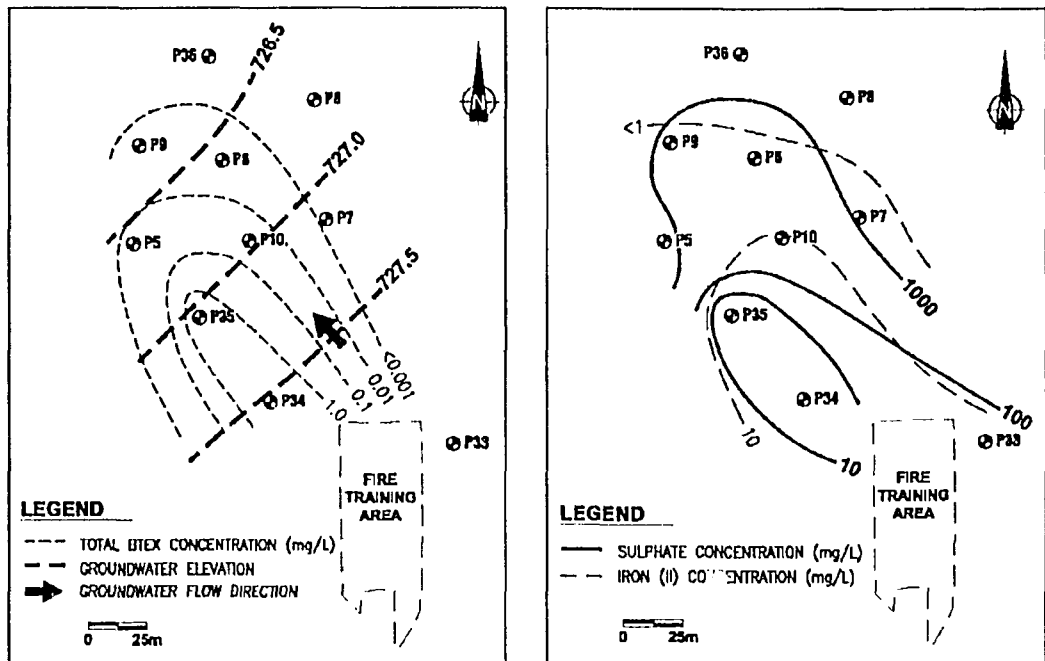 P36
726.5
P8
N
P9
P6
727.0
P7
P5
P10
727.5
P35
<0.001
0.01
0.1
1.0
P34
P33
FIRE
TRAINING
AREA
LEGEND
TOTAL BTEX CONCENTRATION (mg/L)
GROUNDWATER ELEVATION
GROUNDWATER FLOW DIRECTION
0 25m
P36
P8
N
<1
P9
P6
P7
P5
P10
1000
P35
P34
100
10
10
P33
FIRE
TRAINING
AREA
LEGEND
SULPHATE CONCENTRATION (mg/L)
IRON (II) (mg/L)
0 25m